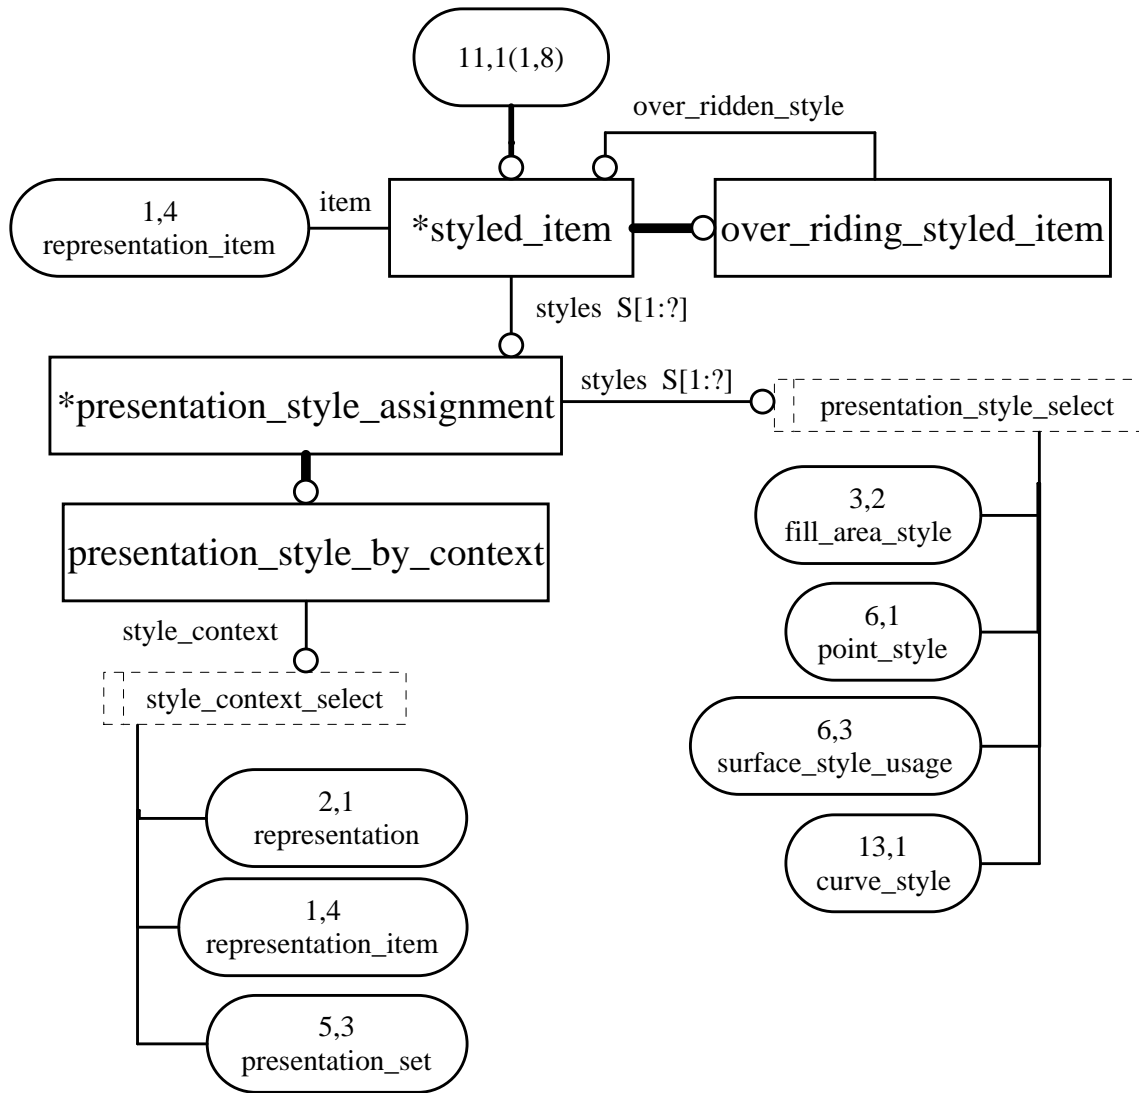 11,1(1,8)
over_ridden_style
1,4
representation_item
item
*styled_item
over_riding_styled_item
styles S[1:?]
*presentation_style_assignment
styles S[1:?]
presentation_style_select
3,2
fill_area_style
presentation_style_by_context
6,1
point_style
style_context
style_context_select
6,3
surface_style_usage
2,1
representation
13,1
curve_style
1,4
representation_item
5,3
presentation_set